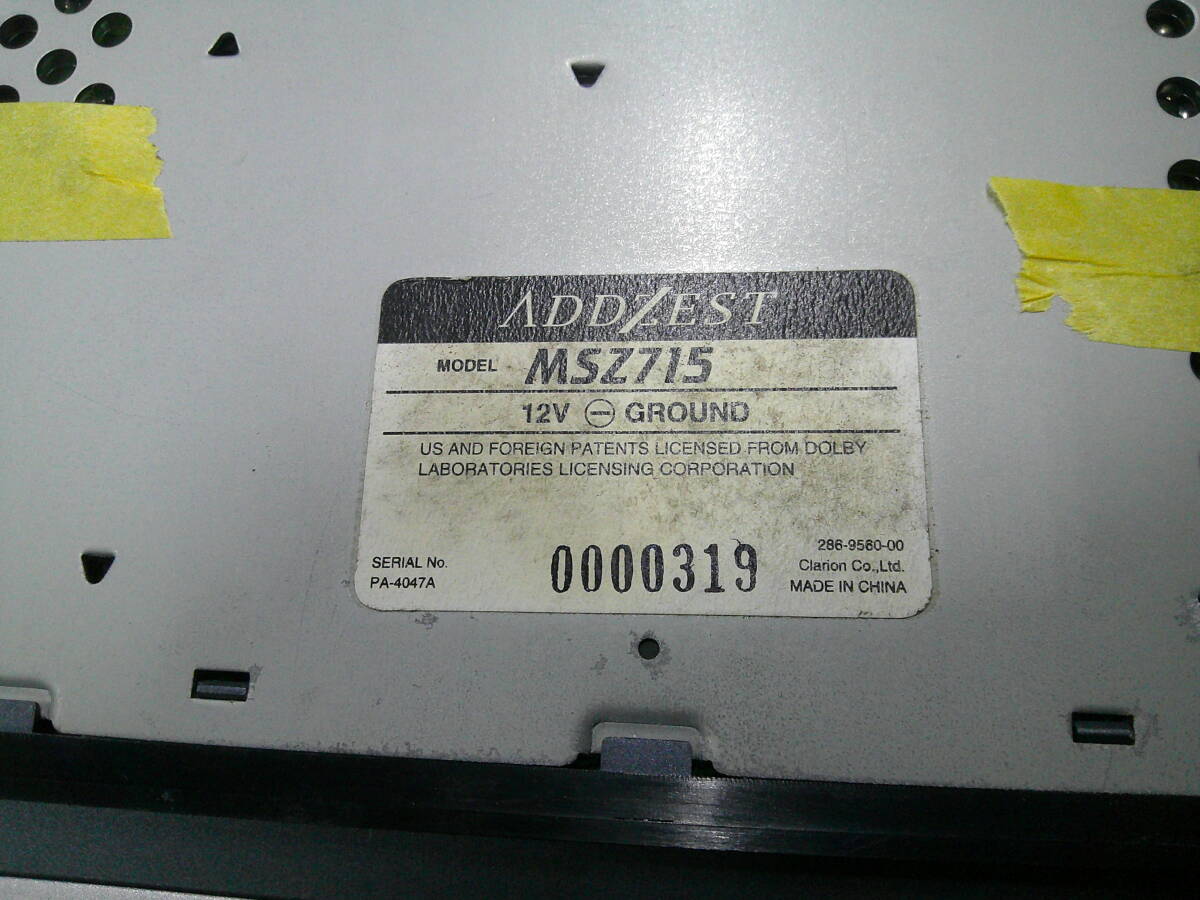 ADDZEST
MODEL MSZ715
12V ⊖ GROUND
US AND FOREIGN PATENTS LICENSED FROM DOLBY
LABORATORIES LICENSING CORPORATION
SERIAL No.
PA-4047A
0000319
286-9560-00
Clarion Co.,Ltd.
MADE IN CHINA